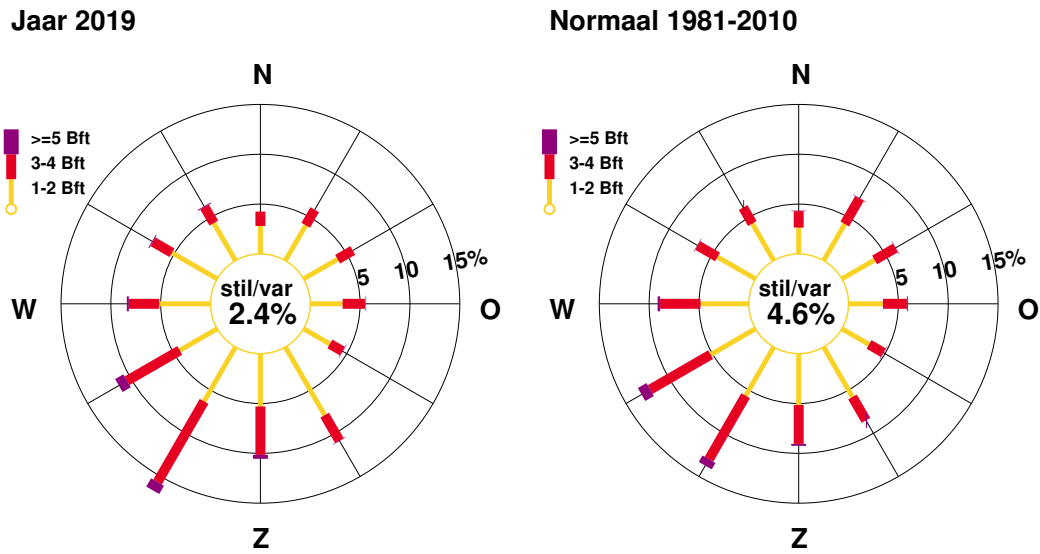 Jaar 2019
N
>=5 Bft
3-4 Bft
1-2 Bft
5
10
15%
stil/var
2.4%
W
O
Z
Normaal 1981-2010
N
>=5 Bft
3-4 Bft
1-2 Bft
5
10
15%
stil/var
4.6%
W
O
Z